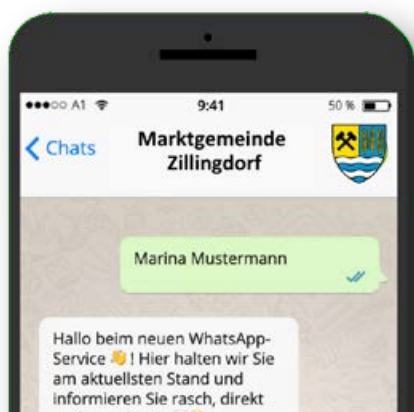 A1 9:41 50 %
Chats Marktgemeinde
Zillingdorf
Marina Mustermann
Hallo beim neuen WhatsApp-
Service 👋! Hier halten wir Sie
am aktuellsten Stand und
informieren Sie rasch, direkt